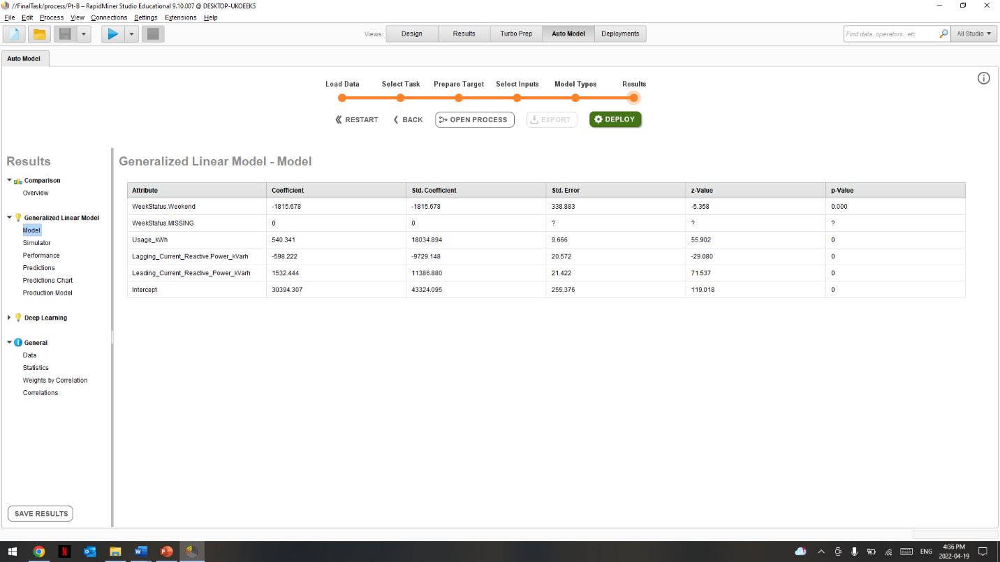 //FinalTask/process/Pt-B – RapidMiner Studio Educational 9.10.007 @ DESKTOP-UKOEEK5
File Edit Process View Connections Settings Extensions Help
Views: Design Results Turbo Prep Auto Model Deployments Find data, operators...etc All Studio
Auto Model
Load Data Select Task Prepare Target Select Inputs Model Types Results
RESTART BACK OPEN PROCESS EXPORT DEPLOY
Results
Comparison
Overview
Generalized Linear Model
Model
Simulator
Performance
Predictions
Predictions Chart
Production Model
Deep Learning
General
Data
Statistics
Weights by Correlation
Correlations
SAVE RESULTS
Generalized Linear Model - Model
Attribute Coefficient Std. Coefficient Std. Error z-Value p-Value
WeekStatus.Weekend -1815.678 -1815.678 338.883 -5.358 0.000
WeekStatus.MISSING 0 0 ? ? ?
Usage_kWh 540.341 18034.894 9.666 55.902 0
Lagging_Current_Reactive.Power_kVarh -598.222 -9729.148 20.572 -29.080 0
Leading_Current_Reactive_Power_kVarh 1532.444 11386.880 21.422 71.537 0
Intercept 30394.307 43324.095 255.376 119.018 0
ENG
4:36 PM
2022-04-19